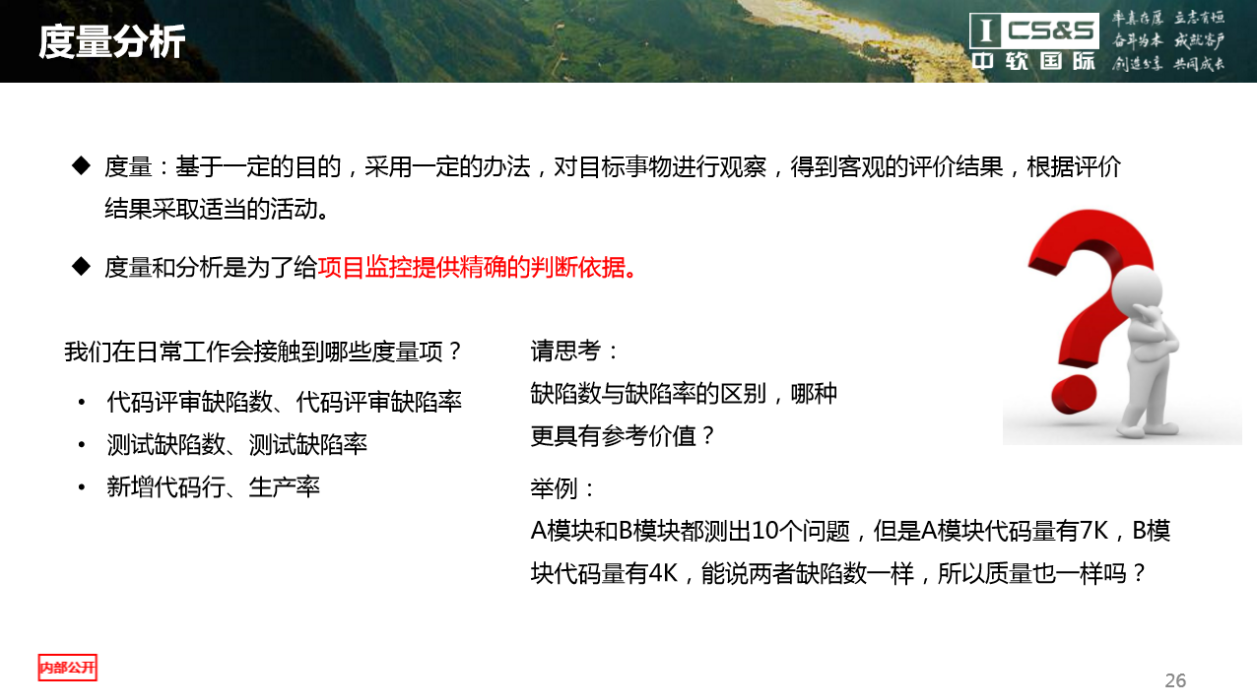 度量分析
I CS&S
中软国际
率真存厚 立志有恒
奋斗为本 成就客户
创造分享 共同成长
◆ 度量：基于一定的目的，采用一定的办法，对目标事物进行观察，得到客观的评价结果，根据评价
结果采取适当的活动。
◆ 度量和分析是为了给项目监控提供精确的判断依据。
我们在日常工作会接触到哪些度量项？
• 代码评审缺陷数、代码评审缺陷率
• 测试缺陷数、测试缺陷率
• 新增代码行、生产率
请思考：
缺陷数与缺陷率的区别，哪种
更具有参考价值？
举例：
A模块和B模块都测出10个问题，但是A模块代码量有7K，B模
块代码量有4K，能说两者缺陷数一样，所以质量也一样吗？
内部公开
26